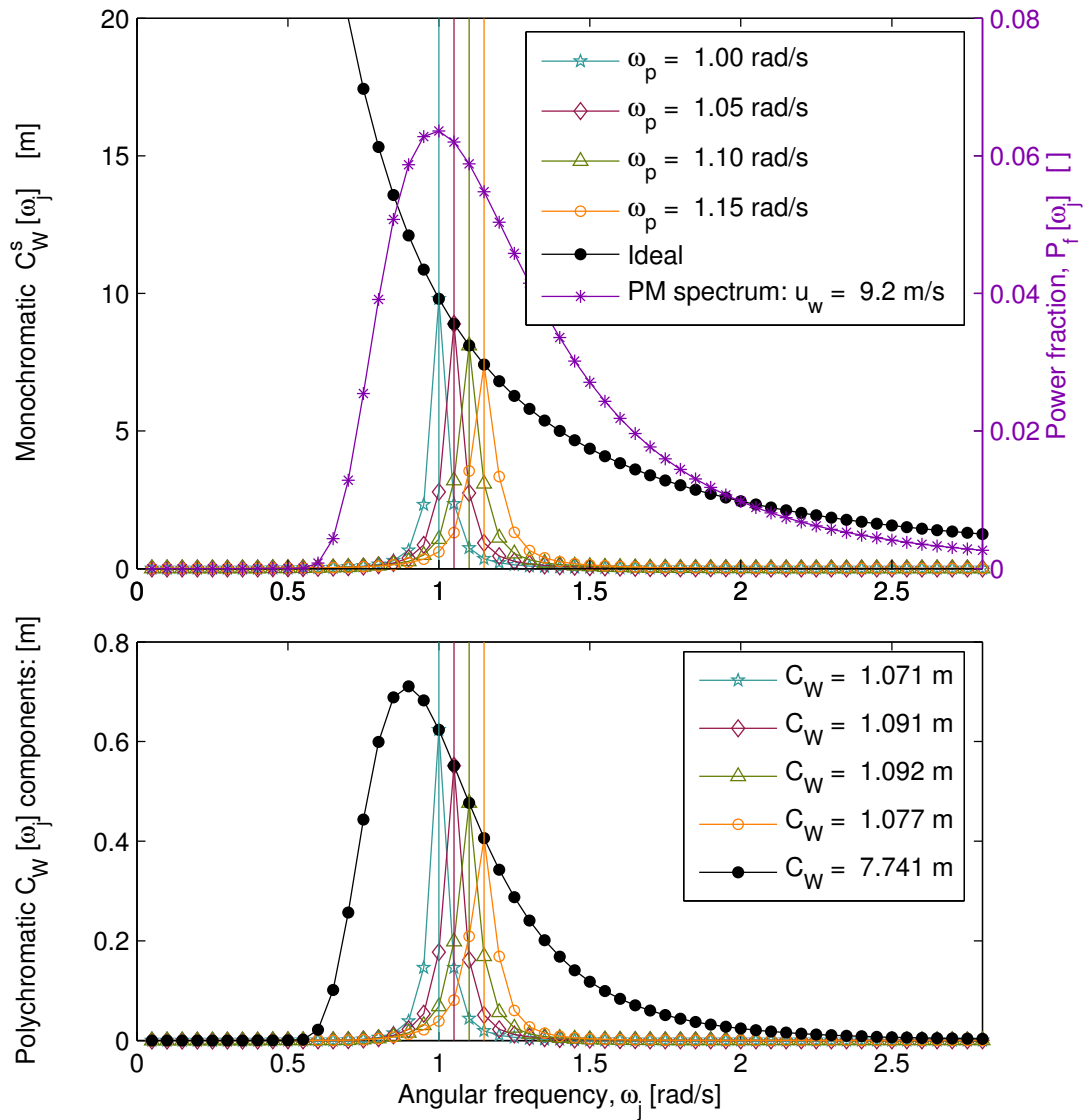 20
15
10
5
0
Monochromatic C_W^s [ω_j] [m]
0.08
0.06
0.04
0.02
0
Power fraction, P_f [ω_j] [ ]
ω_p = 1.00 rad/s
ω_p = 1.05 rad/s
ω_p = 1.10 rad/s
ω_p = 1.15 rad/s
Ideal
PM spectrum: u_w = 9.2 m/s
0 0.5 1 1.5 2 2.5
0.8
0.6
0.4
0.2
0
Polychromatic C_W [ω_j] components: [m]
C_W = 1.071 m
C_W = 1.091 m
C_W = 1.092 m
C_W = 1.077 m
C_W = 7.741 m
0 0.5 1 1.5 2 2.5
Angular frequency, ω_j [rad/s]